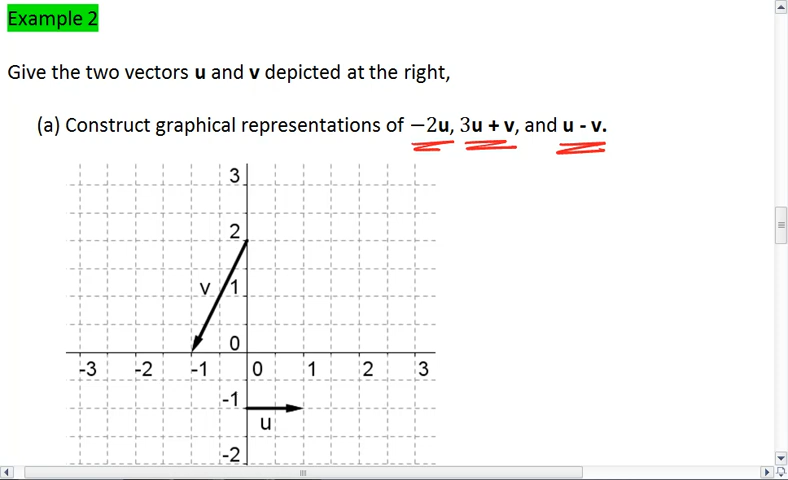 Example 2
Give the two vectors u and v depicted at the right,
(a) Construct graphical representations of −2u, 3u + v, and u - v.
3
2
v 1
0
-3 -2 -1 0 1 2 3
-1
u
-2